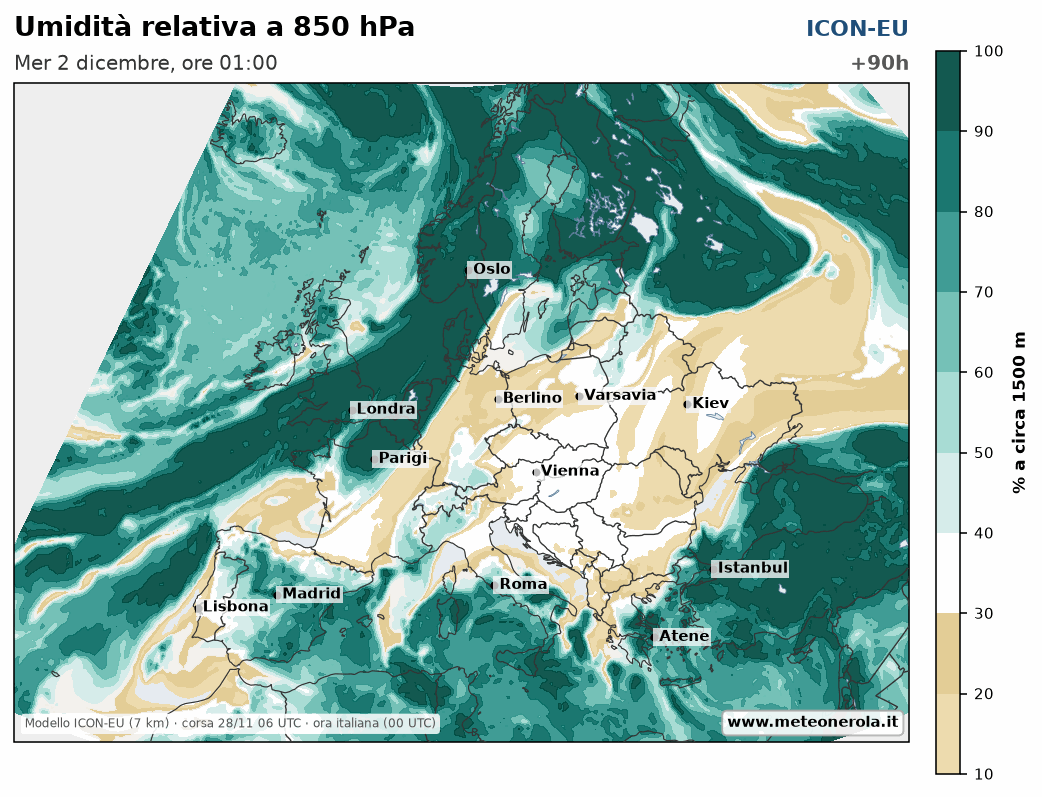 Umidità relativa a 850 hPa
ICON-EU
Mer 2 dicembre, ore 01:00
+90h
100
90
80
70
60
50
40
30
20
10
% a circa 1500 m
Oslo
Londra
Berlino
Varsavia
Kiev
Parigi
Vienna
Istanbul
Roma
Madrid
Lisbona
Atene
Modello ICON-EU (7 km) · corsa 28/11 06 UTC · ora italiana (00 UTC)
www.meteonerola.it